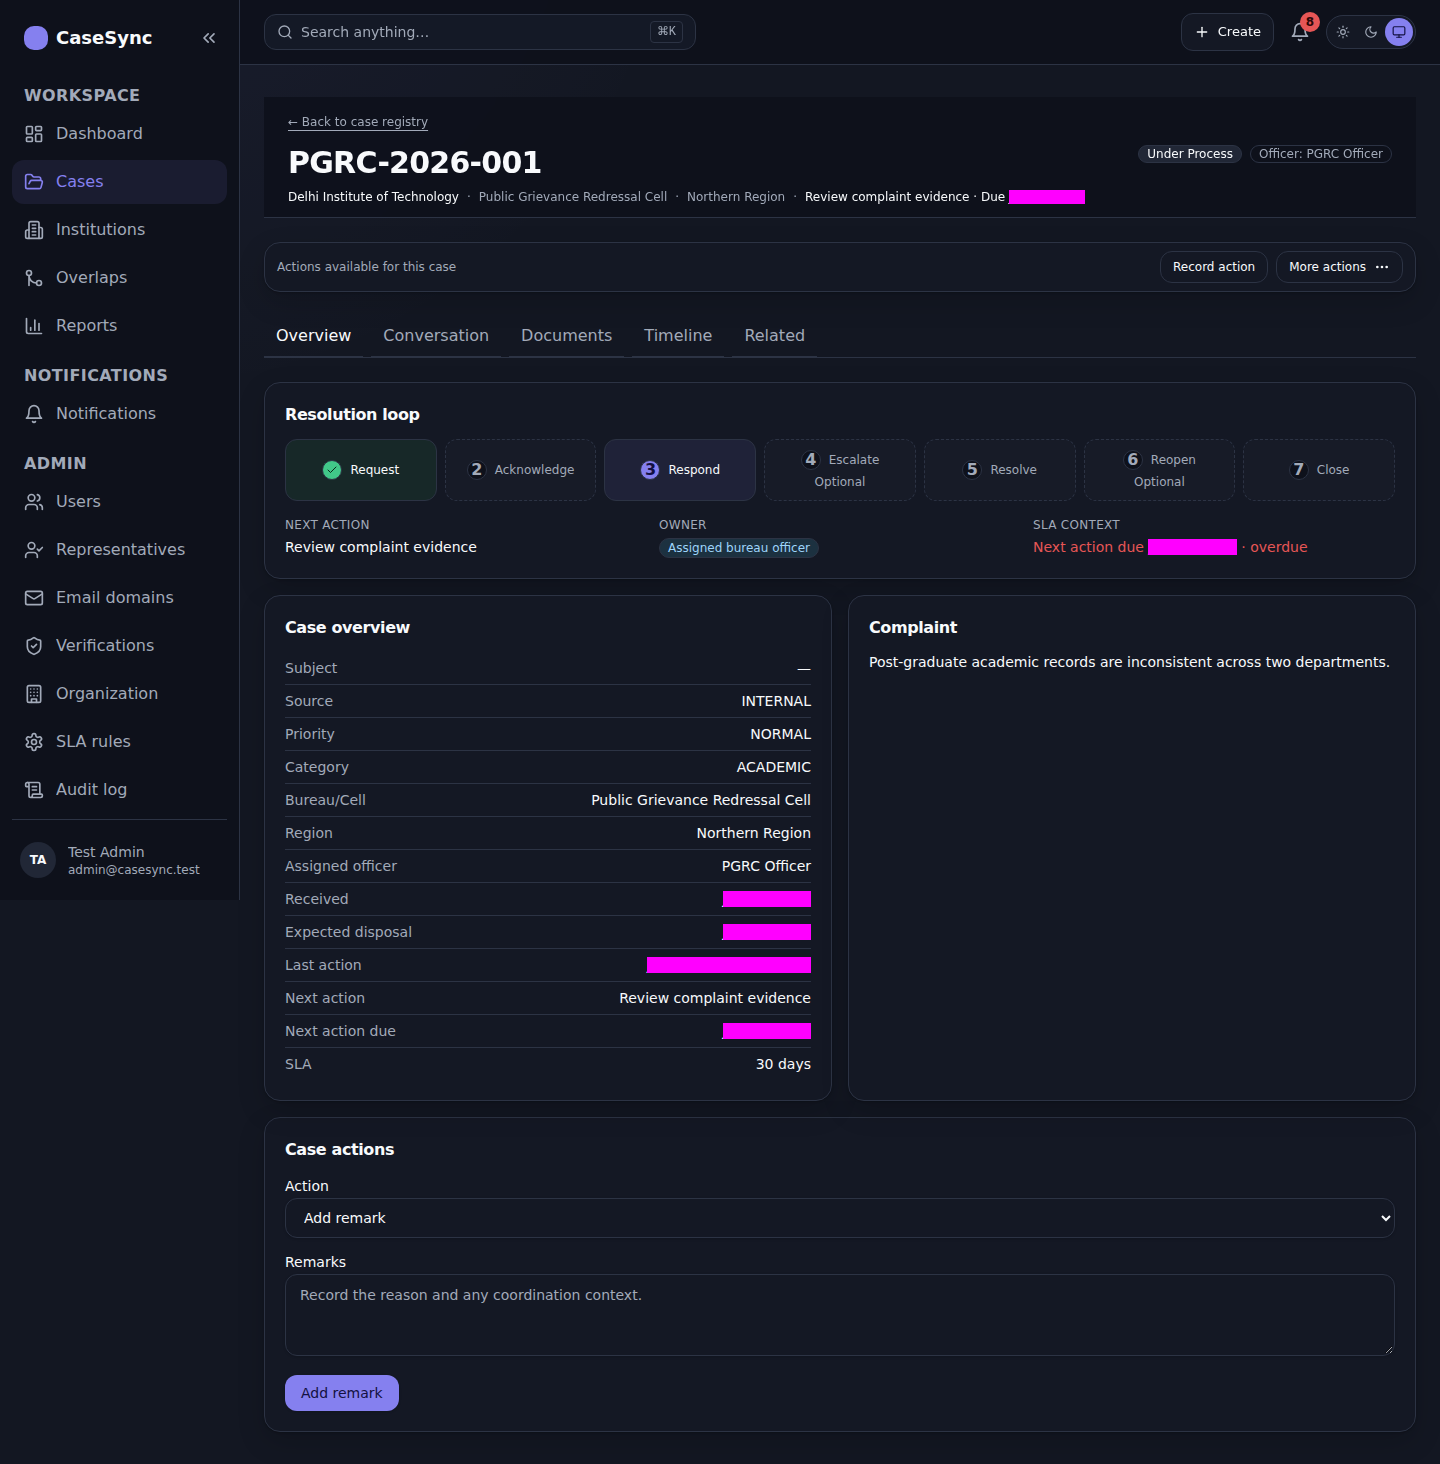 CaseSync
Search anything...
⌘K
Create
8
WORKSPACE
Dashboard
Cases
Institutions
Overlaps
Reports
NOTIFICATIONS
Notifications
ADMIN
Users
Representatives
Email domains
Verifications
Organization
SLA rules
Audit log
TA
Test Admin
admin@casesync.test
← Back to case registry
PGRC-2026-001
Under Process
Officer: PGRC Officer
Delhi Institute of Technology · Public Grievance Redressal Cell · Northern Region · Review complaint evidence · Due
Actions available for this case
Record action
More actions ···
Overview
Conversation
Documents
Timeline
Related
Resolution loop
Request
2 Acknowledge
3 Respond
4 Escalate
Optional
5 Resolve
6 Reopen
Optional
7 Close
NEXT ACTION
Review complaint evidence
OWNER
Assigned bureau officer
SLA CONTEXT
Next action due · overdue
Case overview
Subject —
Source INTERNAL
Priority NORMAL
Category ACADEMIC
Bureau/Cell Public Grievance Redressal Cell
Region Northern Region
Assigned officer PGRC Officer
Received
Expected disposal
Last action
Next action Review complaint evidence
Next action due
SLA 30 days
Complaint
Post-graduate academic records are inconsistent across two departments.
Case actions
Action
Add remark
Remarks
Record the reason and any coordination context.
Add remark